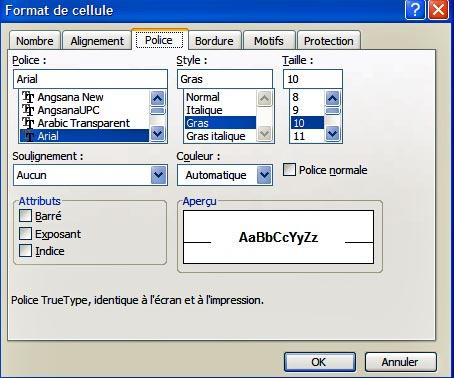 Format de cellule
Nombre Alignement Police Bordure Motifs Protection
Police : Style : Taille :
Arial Gras 10
Angsana New Normal 8
AngsanaUPC Italique 9
Arabic Transparent Gras 10
Arial Gras italique 11
Soulignement : Couleur :
Aucun Automatique Police normale
Attributs Aperçu
Barré
Exposant AaBbCcYyZz
Indice
Police TrueType, identique à l'écran et à l'impression.
OK Annuler